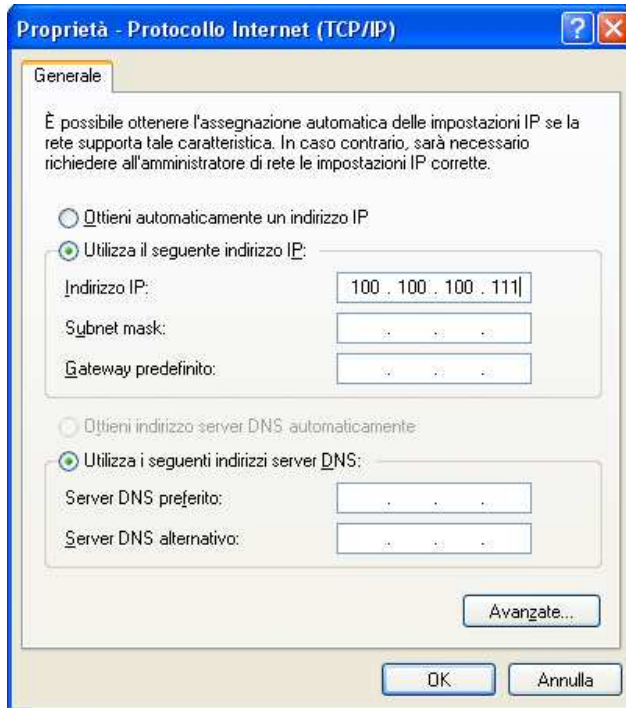 Proprietà - Protocollo Internet (TCP/IP)
Generale
È possibile ottenere l'assegnazione automatica delle impostazioni IP se la
rete supporta tale caratteristica. In caso contrario, sarà necessario
richiedere all'amministratore di rete le impostazioni IP corrette.
Ottieni automaticamente un indirizzo IP
Utilizza il seguente indirizzo IP:
Indirizzo IP: 100 . 100 . 100 . 111
Subnet mask: . . .
Gateway predefinito: . . .
Ottieni indirizzo server DNS automaticamente
Utilizza i seguenti indirizzi server DNS:
Server DNS preferito: . . .
Server DNS alternativo: . . .
Avanzate...
OK Annulla